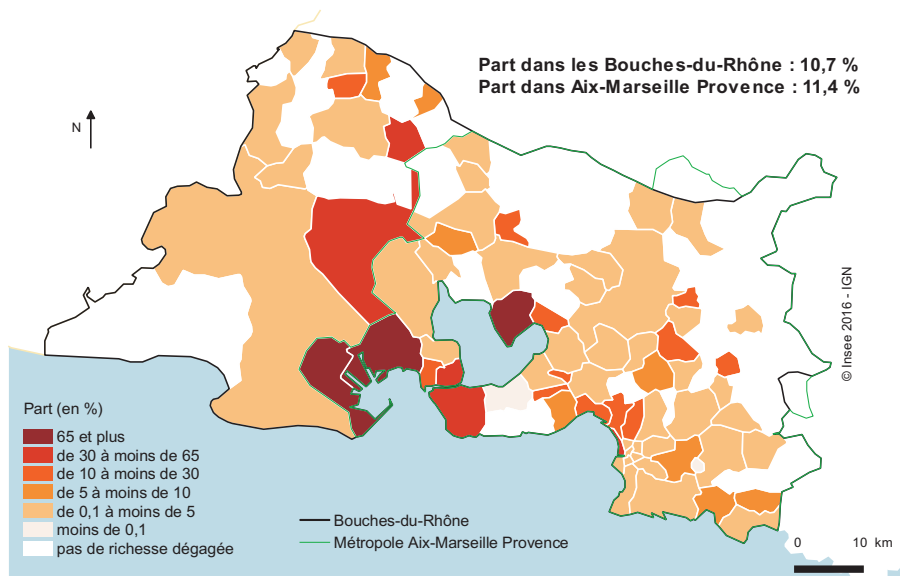 Part dans les Bouches-du-Rhône : 10,7 %
Part dans Aix-Marseille Provence : 11,4 %
N
© Insee 2016 - IGN
Part (en %)
65 et plus
de 30 à moins de 65
de 10 à moins de 30
de 5 à moins de 10
de 0,1 à moins de 5
moins de 0,1
pas de richesse dégagée
Bouches-du-Rhône
Métropole Aix-Marseille Provence
0 10 km